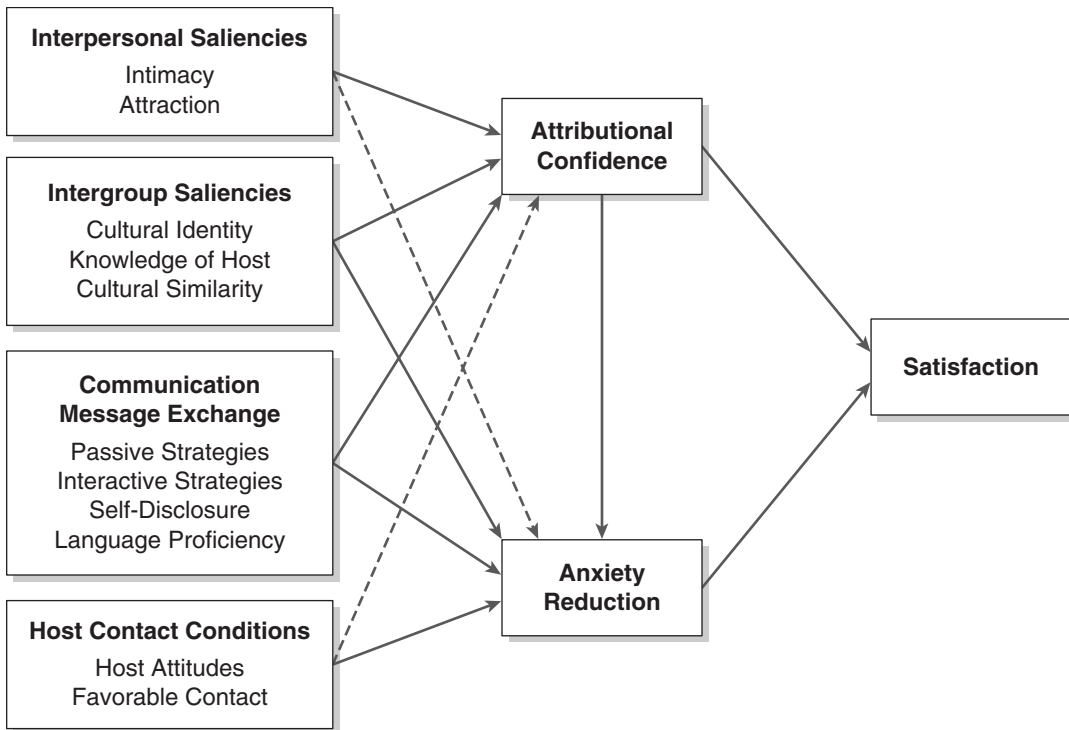 Interpersonal Saliencies
Intimacy
Attraction
Intergroup Saliencies
Cultural Identity
Knowledge of Host
Cultural Similarity
Communication
Message Exchange
Passive Strategies
Interactive Strategies
Self-Disclosure
Language Proficiency
Host Contact Conditions
Host Attitudes
Favorable Contact
Attributional
Confidence
Anxiety
Reduction
Satisfaction